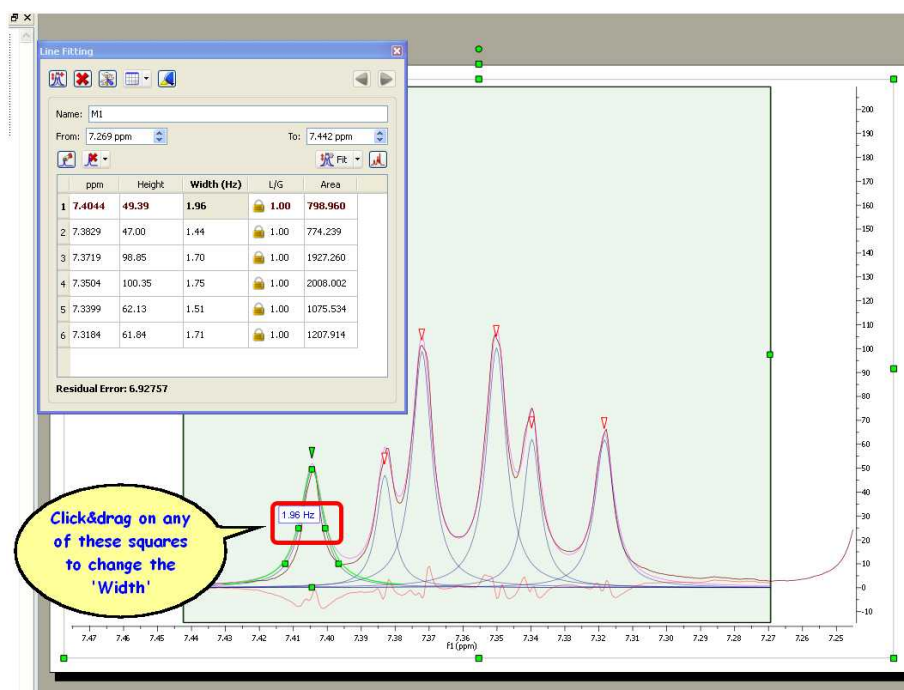 Line Fitting
Name: M1
From: 7.269 ppm To: 7.442 ppm
Fit
ppm Height Width (Hz) L/G Area
1 7.4044 49.39 1.96 1.00 798.960
2 7.3829 47.00 1.44 1.00 774.239
3 7.3719 98.85 1.70 1.00 1927.260
4 7.3504 100.35 1.75 1.00 2008.002
5 7.3399 62.13 1.51 1.00 1075.534
6 7.3184 61.84 1.71 1.00 1207.914
Residual Error: 6.92757
200
190
180
170
160
150
140
130
120
110
100
90
80
70
60
50
40
30
20
10
0
-10
1.96 Hz
Click&drag on any
of these squares
to change the
'Width'
7.47 7.46 7.45 7.44 7.43 7.42 7.41 7.40 7.39 7.38 7.37 7.36 7.35 7.34 7.33 7.32 7.31 7.30 7.29 7.28 7.27 7.26 7.25
f1 (ppm)